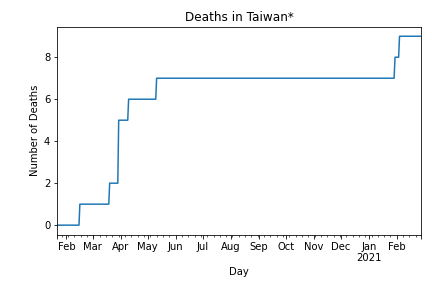 Deaths in Taiwan*
Number of Deaths
8
6
4
2
0
Feb Mar Apr May Jun Jul Aug Sep Oct Nov Dec Jan Feb
2021
Day